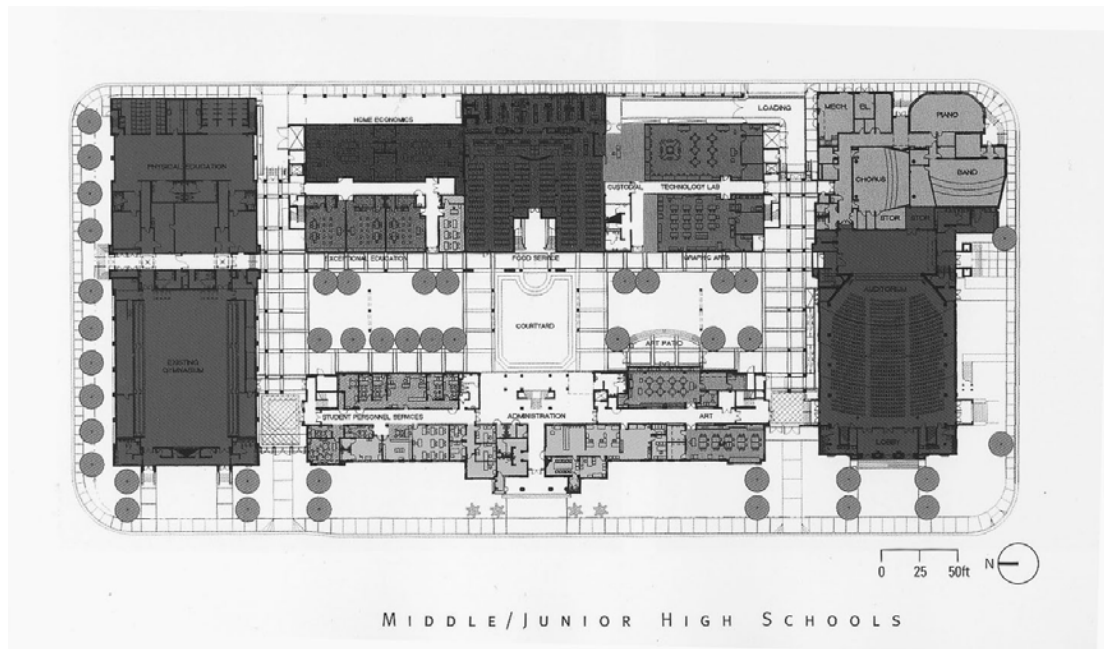 LOADING
MECH.
EL.
PIANO
HOME ECONOMICS
PHYSICAL EDUCATION
CHORUS
BAND
CUSTODIAL
TECHNOLOGY LAB
STOR
STOR
EXCEPTIONAL EDUCATION
FOOD SERVICE
GRAPHIC ARTS
AUDITORIUM
COURTYARD
ART PATIO
EXISTING
GYMNASIUM
STUDENT PERSONNEL SERVICES
ADMINISTRATION
ART
LOBBY
0 25 50ft
N
MIDDLE/JUNIOR HIGH SCHOOLS